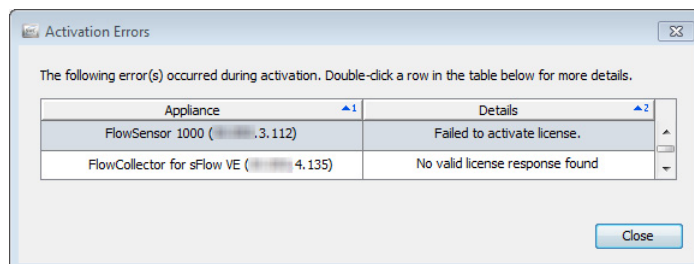 Activation Errors
The following error(s) occurred during activation. Double-click a row in the table below for more details.
Appliance 1 Details 2
FlowSensor 1000 ( .3.112) Failed to activate license.
FlowCollector for sFlow VE ( 4.135) No valid license response found
Close